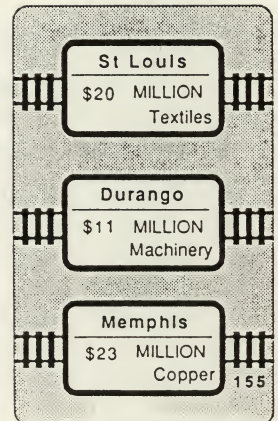 St Louis
$20 MILLION
Textiles
Durango
$11 MILLION
Machinery
Memphis
$23 MILLION
Copper
155